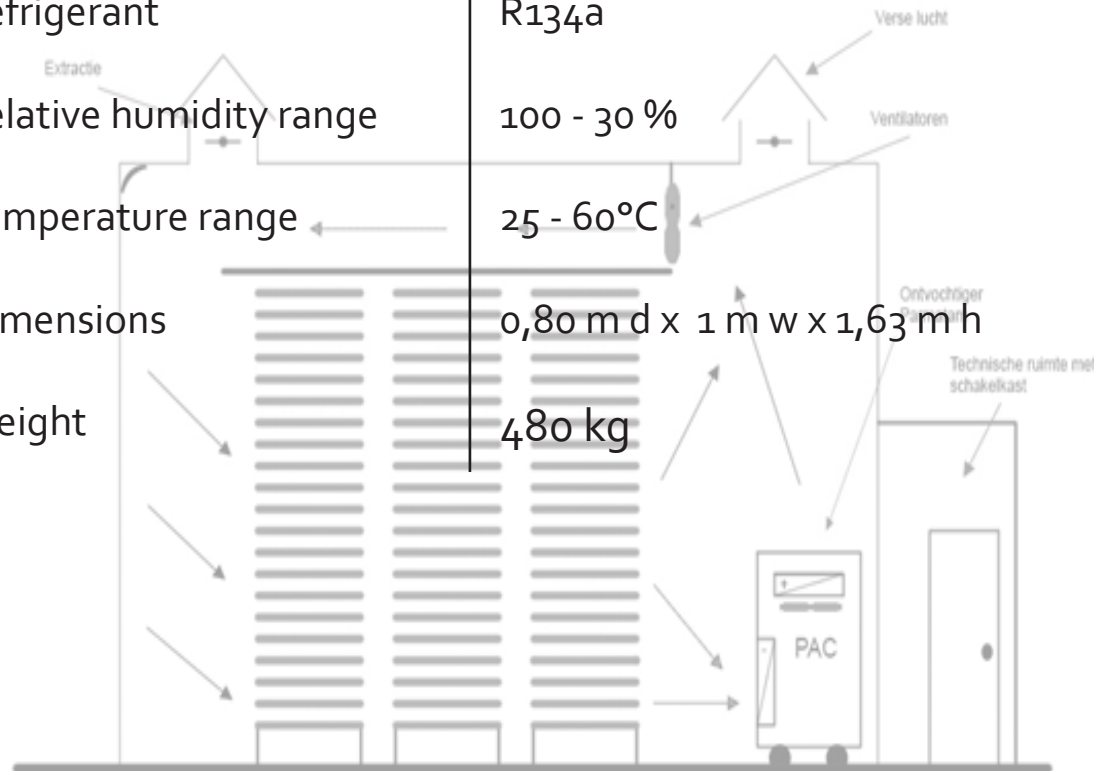 efrigerant R134a
Verse lucht
Extractie
elative humidity range 100 - 30 %
Ventilatoren
mperature range 25 - 60°C
Ontvochtiger
mensions 0,80 m d x 1 m w x 1,63 m h
Technische ruimte met
schakelkast
eight 480 kg
PAC